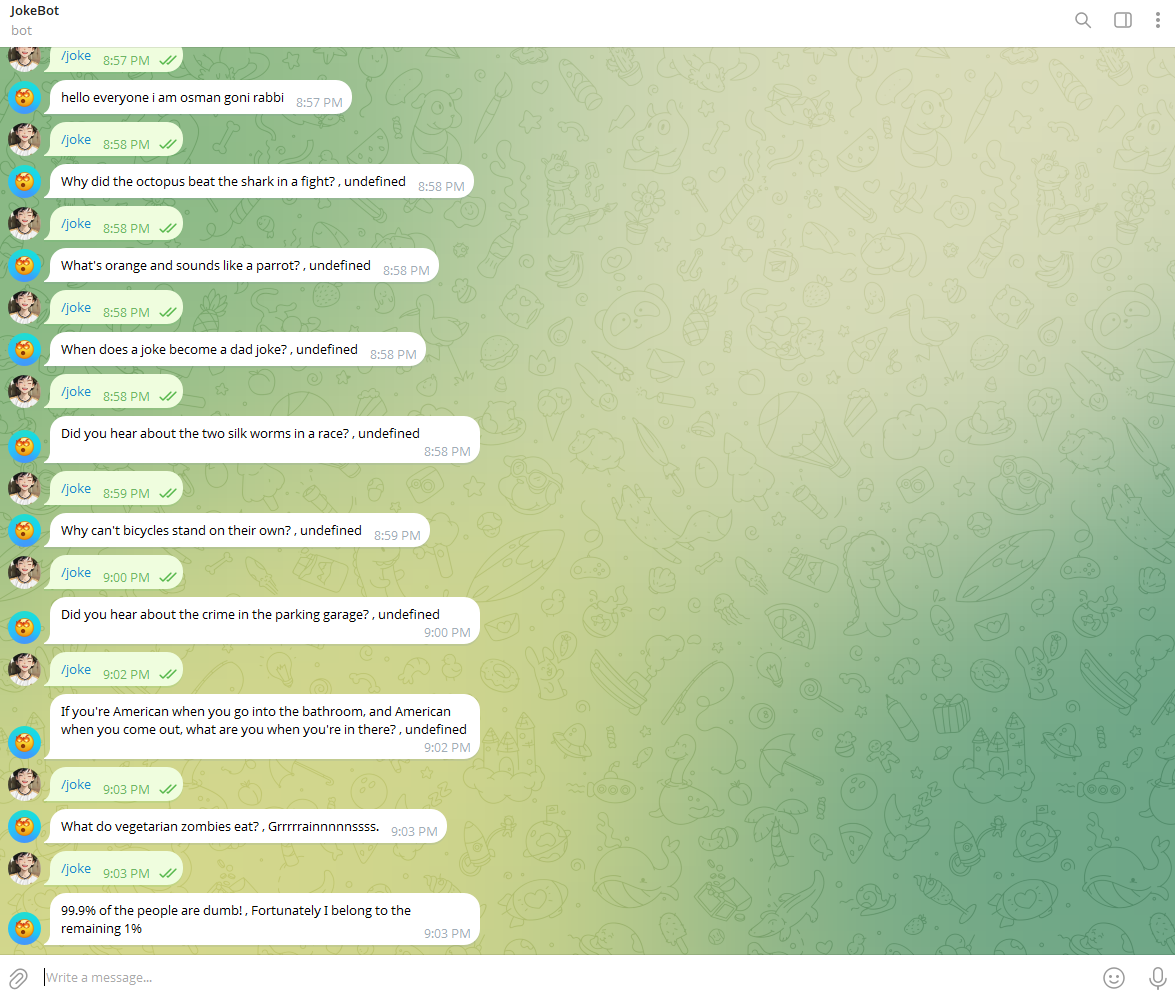 JokeBot
bot
/joke 8:57 PM
hello everyone i am osman goni rabbi 8:57 PM
/joke 8:58 PM
Why did the octopus beat the shark in a fight? , undefined 8:58 PM
/joke 8:58 PM
What's orange and sounds like a parrot? , undefined 8:58 PM
/joke 8:58 PM
When does a joke become a dad joke? , undefined 8:58 PM
/joke 8:58 PM
Did you hear about the two silk worms in a race? , undefined
8:58 PM
/joke 8:59 PM
Why can't bicycles stand on their own? , undefined 8:59 PM
/joke 9:00 PM
Did you hear about the crime in the parking garage? , undefined
9:00 PM
/joke 9:02 PM
If you're American when you go into the bathroom, and American
when you come out, what are you when you're in there? , undefined
9:02 PM
/joke 9:03 PM
What do vegetarian zombies eat? , Grrrrrainnnnnssss. 9:03 PM
/joke 9:03 PM
99.9% of the people are dumb! , Fortunately I belong to the
remaining 1% 9:03 PM
Write a message...